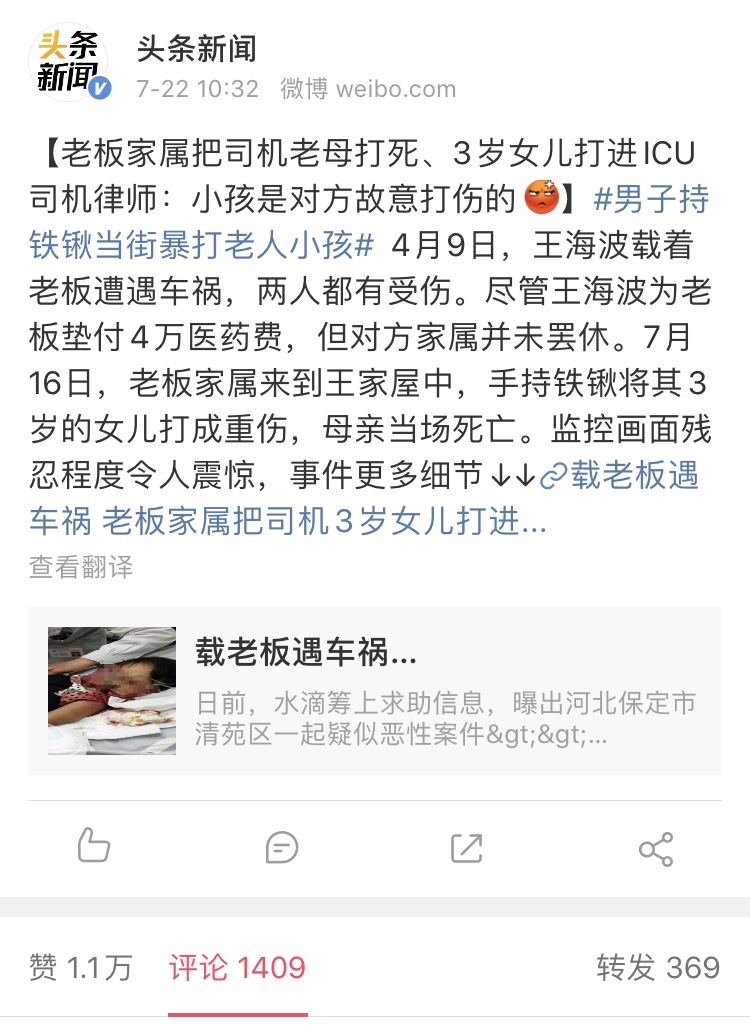 头条
新闻
V
头条新闻
7-22 10:32 微博 weibo.com
【老板家属把司机老母打死、3岁女儿打进ICU
司机律师：小孩是对方故意打伤的】#男子持
铁锹当街暴打老人小孩# 4月9日，王海波载着
老板遭遇车祸，两人都有受伤。尽管王海波为老
板垫付4万医药费，但对方家属并未罢休。7月
16日，老板家属来到王家屋中，手持铁锹将其3
岁的女儿打成重伤，母亲当场死亡。监控画面残
忍程度令人震惊，事件更多细节↓↓载老板遇
车祸 老板家属把司机3岁女儿打进...
查看翻译
载老板遇车祸...
日前，水滴筹上求助信息，曝出河北保定市
清苑区一起疑似恶性案件&gt;&gt;...
赞 1.1万 评论 1409 转发 369